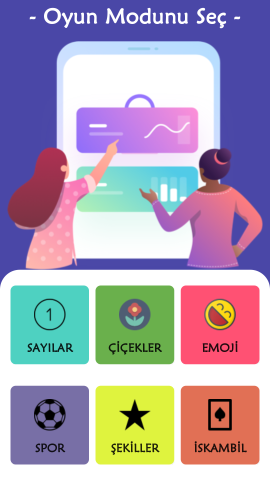 - Oyun Modunu Seç -
1
SAYILAR
ÇİÇEKLER
EMOJİ
SPOR
ŞEKİLLER
İSKAMBİL